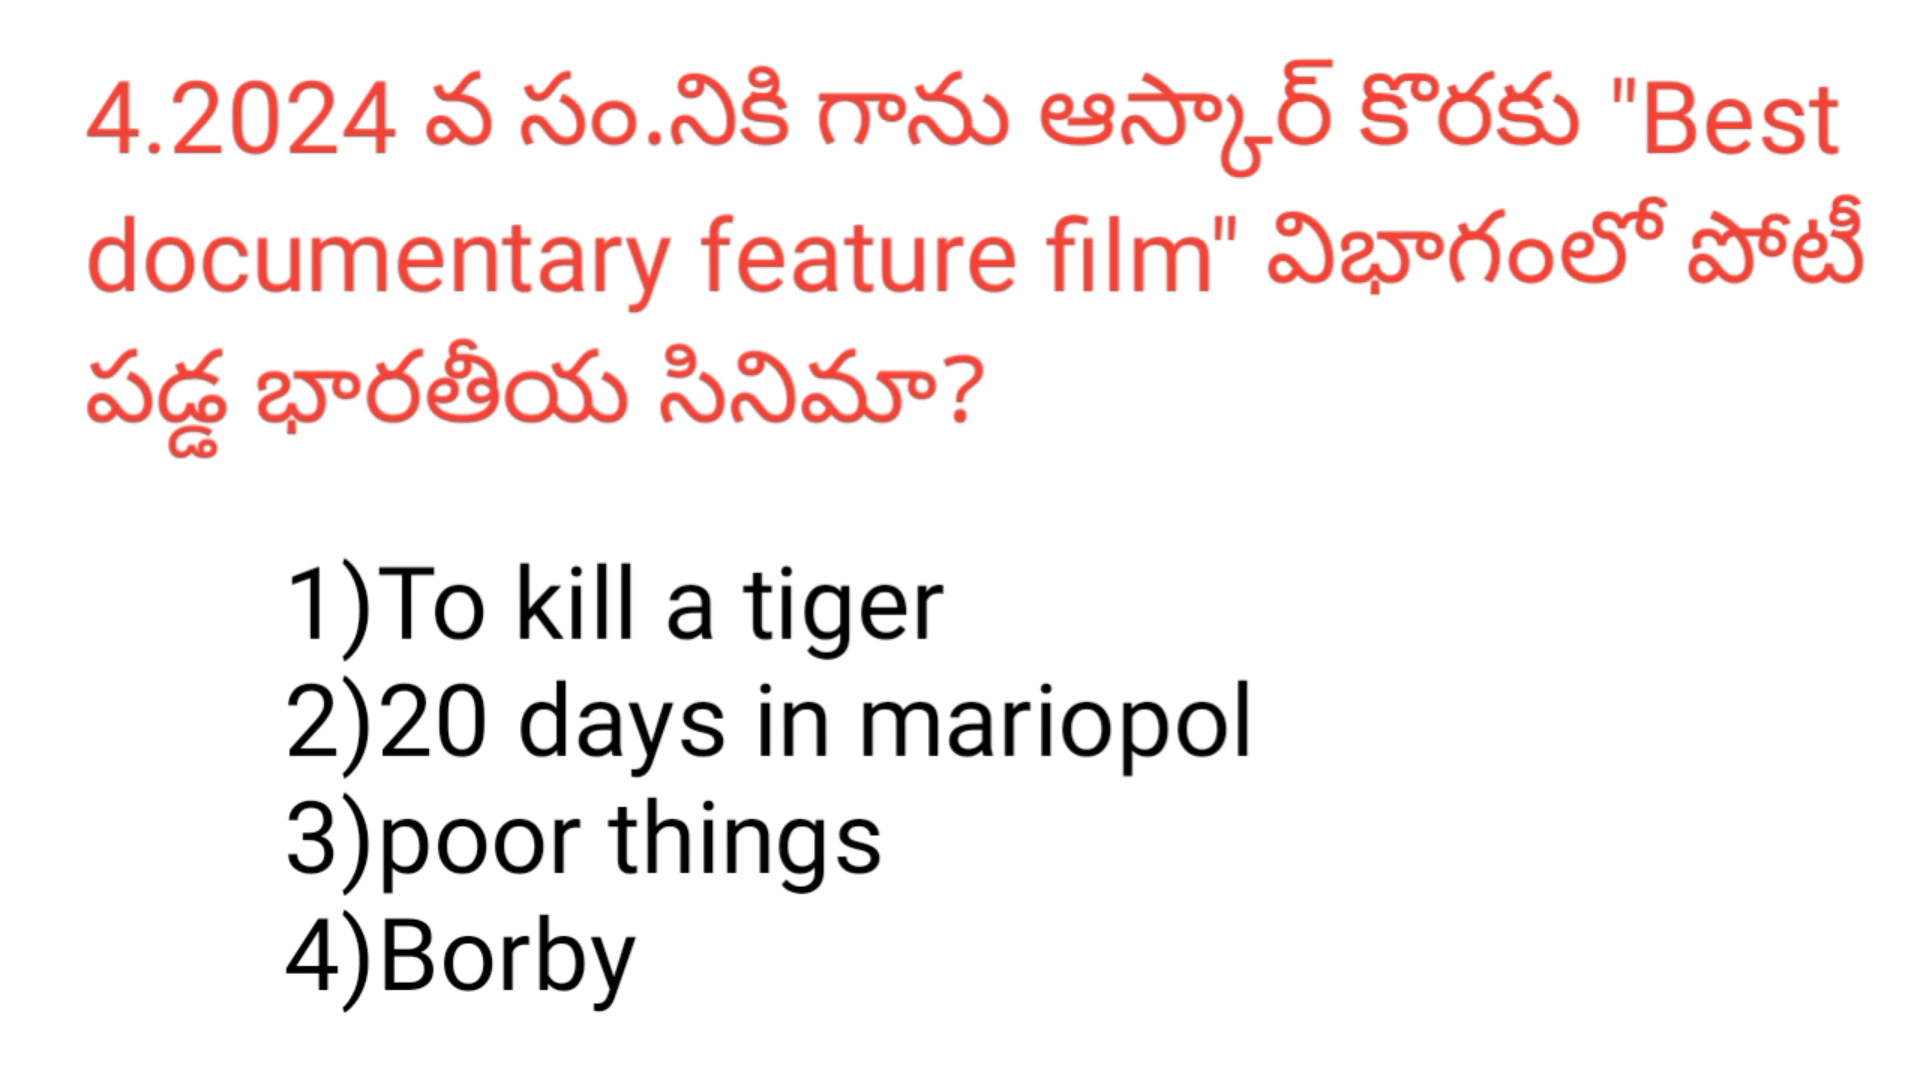 4.2024 వ సం.నికి గాను ఆస్కార్ కొరకు "Best
documentary feature film" విభాగంలో పోటీ
పడ్డ భారతీయ సినిమా?
1)To kill a tiger
2)20 days in mariopol
3)poor things
4)Borby